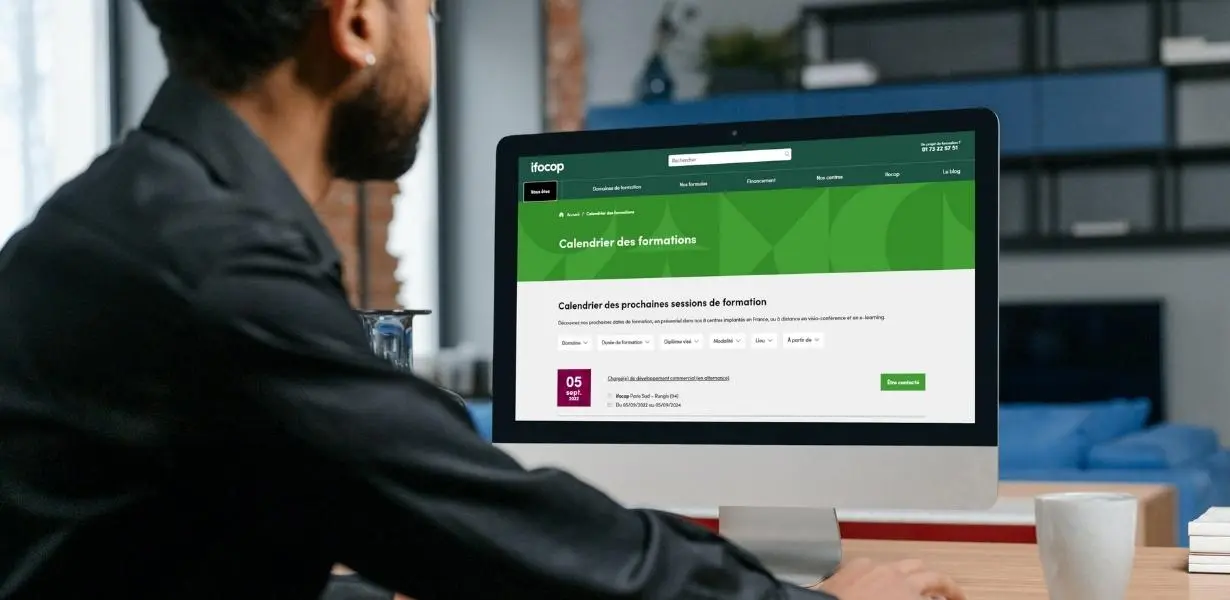 ifocop
Rechercher
Un projet de formation ?
01 73 22 57 51
Vous êtes
Domaines de formation
Nos formules
Financement
Nos centres
Ifocop
Le blog
Accueil / Calendrier des formations
Calendrier des formations
Calendrier des prochaines sessions de formation
Découvrez nos prochaines dates de formation, en présentiel dans nos 8 centres implantés en France, ou à distance en visio-conférence et en e-learning.
Domaine
Durée de formation
Diplôme visé
Modalité
Lieu
À partir de
05
sept.
2022
Chargé(e) de développement commercial (en alternance)
ifocop Paris Sud – Rungis (94)
Du 05/09/2022 au 05/09/2024
Être contacté